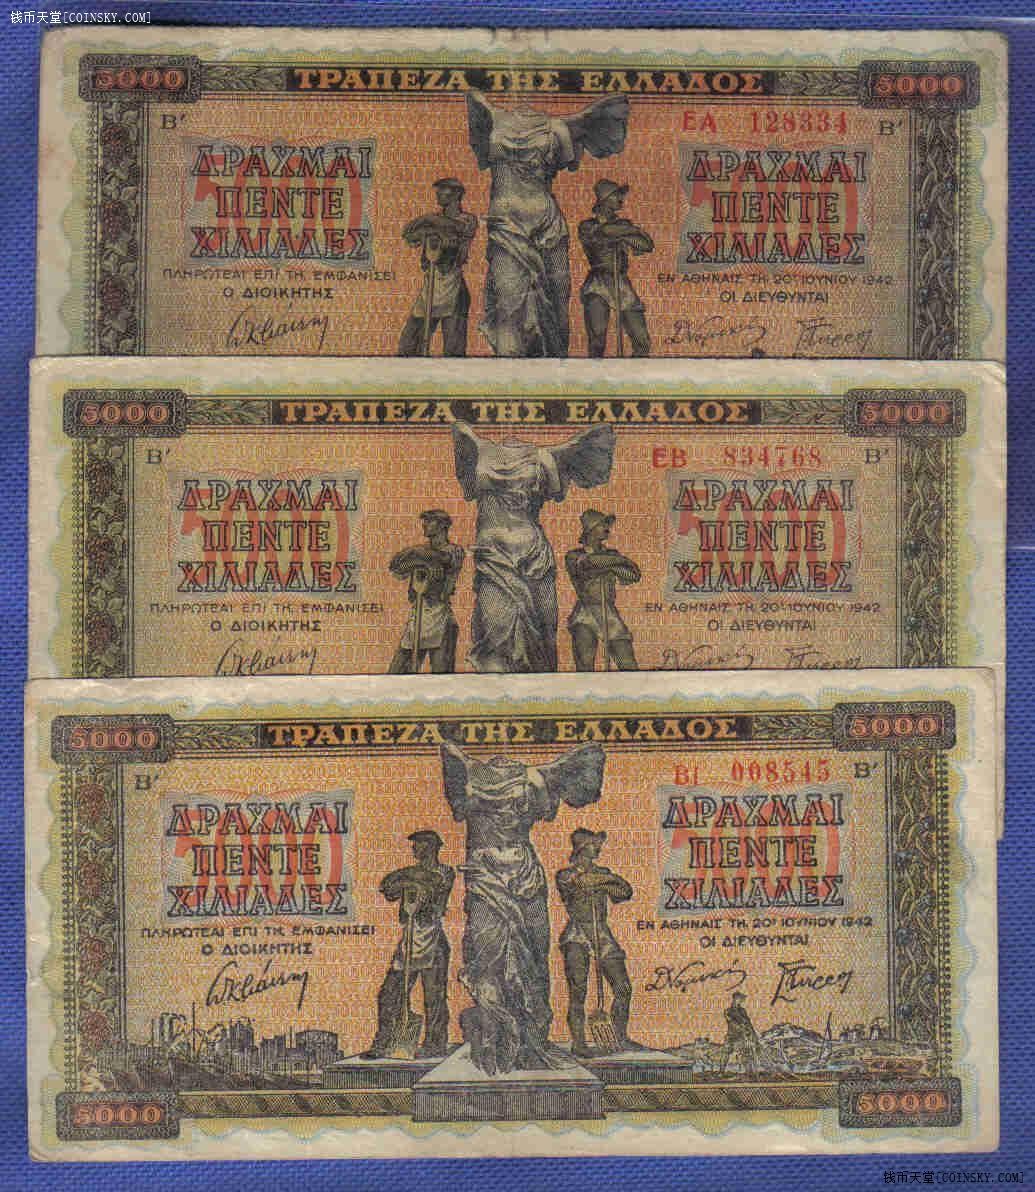 钱币天堂[COINSKY.COM]
5000 ΤΡΑΠΕΖΑ ΤΗΣ ΕΛΛΑΔΟΣ 5000
Β′ ΕΑ 128334 Β′
ΔΡΑΧΜΑΙ ΔΡΑΧΜΑΙ
ΠΕΝΤΕ ΠΕΝΤΕ
ΧΙΛΙΑΔΕΣ ΧΙΛΙΑΔΕΣ
ΠΛΗΡΩΤΕΑΙ ΕΠΙ ΤΗ. ΕΜΦΑΝΙΣΕΙ ΕΝ ΑΘΗΝΑΙΣ ΤΗ. 20ῃ ΙΟΥΝΙΟΥ 1942
Ο ΔΙΟΙΚΗΤΗΣ ΟΙ ΔΙΕΥΘΥΝΤΑΙ
5000 ΤΡΑΠΕΖΑ ΤΗΣ ΕΛΛΑΔΟΣ 5000
Β′ ΕΒ 834768 Β′
ΔΡΑΧΜΑΙ ΔΡΑΧΜΑΙ
ΠΕΝΤΕ ΠΕΝΤΕ
ΧΙΛΙΑΔΕΣ ΧΙΛΙΑΔΕΣ
ΠΛΗΡΩΤΕΑΙ ΕΠΙ ΤΗ. ΕΜΦΑΝΙΣΕΙ ΕΝ ΑΘΗΝΑΙΣ ΤΗ. 20ῃ ΙΟΥΝΙΟΥ 1942
Ο ΔΙΟΙΚΗΤΗΣ ΟΙ ΔΙΕΥΘΥΝΤΑΙ
5000 ΤΡΑΠΕΖΑ ΤΗΣ ΕΛΛΑΔΟΣ 5000
Β′ ΒΙ 008545 Β′
ΔΡΑΧΜΑΙ ΔΡΑΧΜΑΙ
ΠΕΝΤΕ ΠΕΝΤΕ
ΧΙΛΙΑΔΕΣ ΧΙΛΙΑΔΕΣ
ΠΛΗΡΩΤΕΑΙ ΕΠΙ ΤΗ. ΕΜΦΑΝΙΣΕΙ ΕΝ ΑΘΗΝΑΙΣ ΤΗ. 20ῃ ΙΟΥΝΙΟΥ 1942
Ο ΔΙΟΙΚΗΤΗΣ ΟΙ ΔΙΕΥΘΥΝΤΑΙ
5000 5000
钱币天堂[COINSKY.COM]